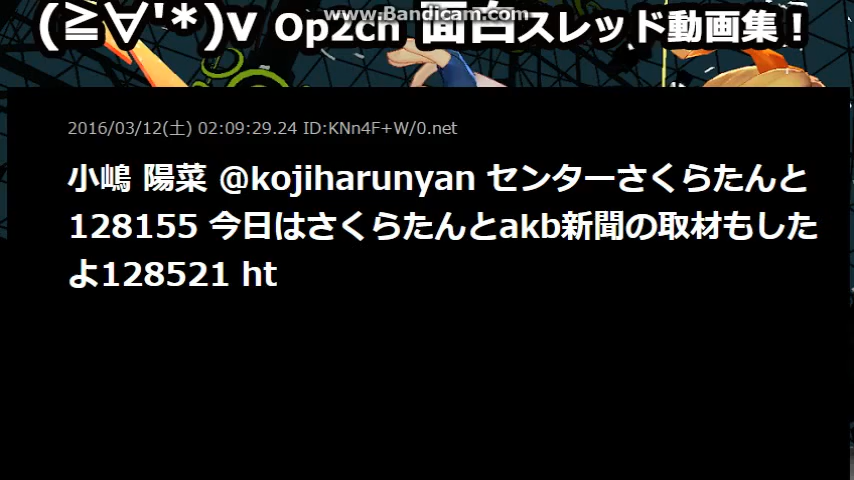 www.Bandicam.com
(≧∀'*)v Op2ch 面白スレッド動画集！
2016/03/12(土) 02:09:29.24 ID:KNn4F+W/0.net
小嶋 陽菜 @kojiharunyan センターさくらたんと
128155 今日はさくらたんとakb新聞の取材もした
よ128521 ht